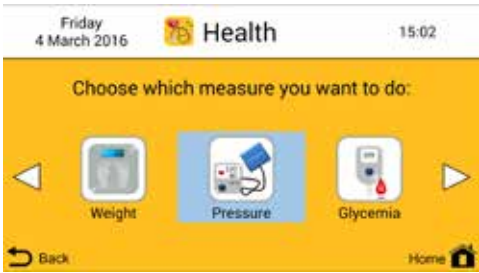 Friday
4 March 2016
Health
15:02
Choose which measure you want to do:
Weight
Pressure
Glycemia
Back
Home